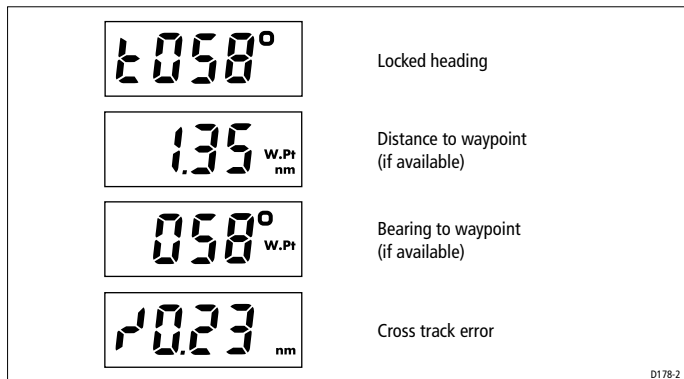 t058°
Locked heading
1.35 W.Pt
nm
Distance to waypoint
(if available)
058° W.Pt
Bearing to waypoint
(if available)
0.23 nm
Cross track error
D178-2